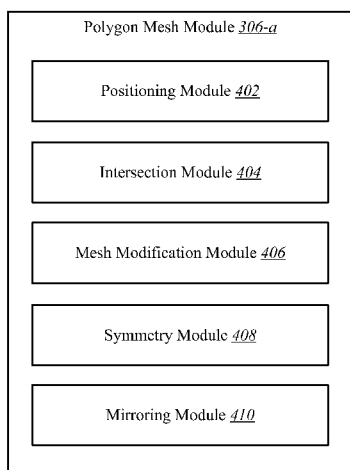 Polygon Mesh Module 306-a
Positioning Module 402
Intersection Module 404
Mesh Modification Module 406
Symmetry Module 408
Mirroring Module 410